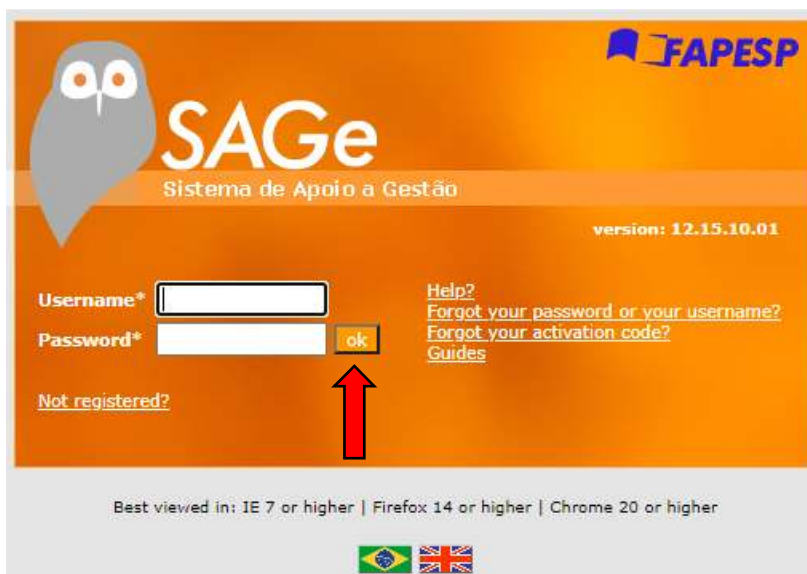 FAPESP
SAGe
Sistema de Apoio a Gestão
version: 12.15.10.01
Username*
Password*
ok
Not registered?
Help?
Forgot your password or your username?
Forgot your activation code?
Guides
Best viewed in: IE 7 or higher | Firefox 14 or higher | Chrome 20 or higher